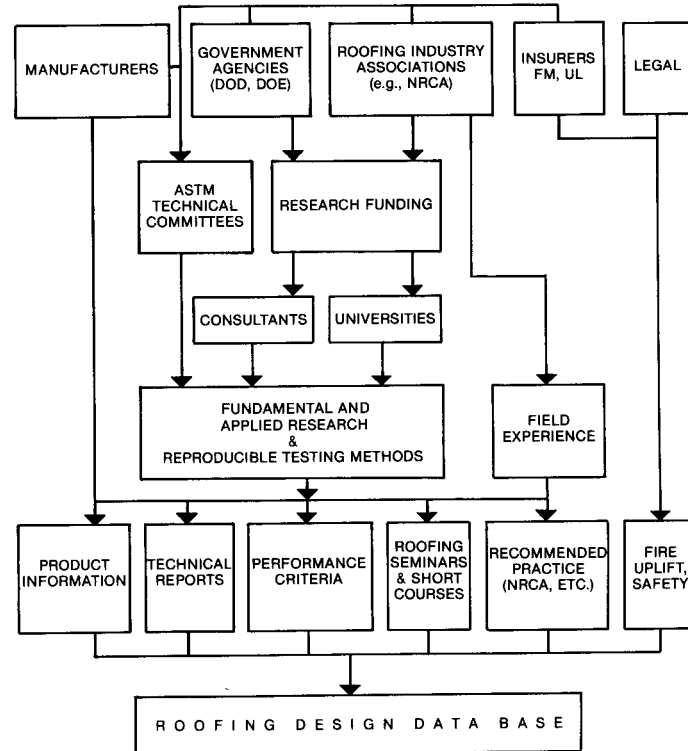 MANUFACTURERS
GOVERNMENT
AGENCIES
(DOD, DOE)
ROOFING INDUSTRY
ASSOCIATIONS
(e.g., NRCA)
INSURERS
FM, UL
LEGAL
ASTM
TECHNICAL
COMMITTEES
RESEARCH FUNDING
CONSULTANTS
UNIVERSITIES
FUNDAMENTAL AND
APPLIED RESEARCH
&
REPRODUCIBLE TESTING METHODS
FIELD
EXPERIENCE
PRODUCT
INFORMATION
TECHNICAL
REPORTS
PERFORMANCE
CRITERIA
ROOFING
SEMINARS
& SHORT
COURSES
RECOMMENDED
PRACTICE
(NRCA, ETC.)
FIRE
UPLIFT,
SAFETY
ROOFING DESIGN DATA BASE